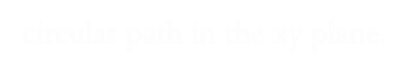 circular path in the xy plane.